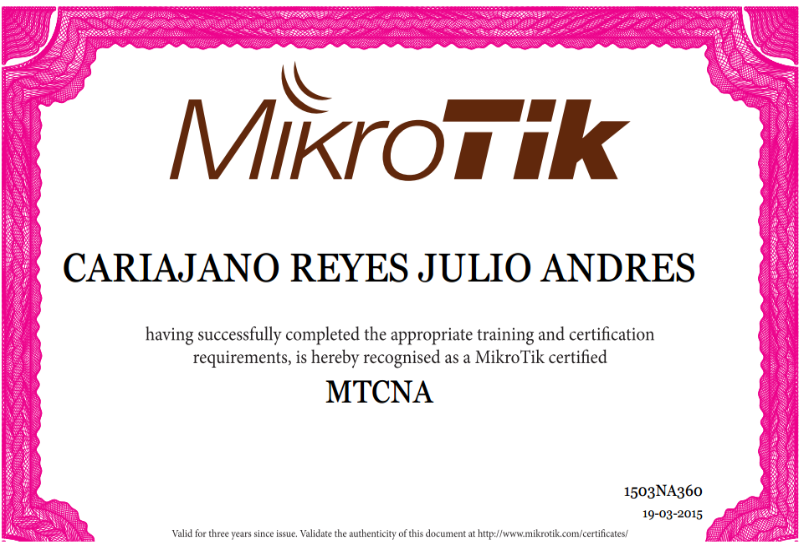 MikroTik
CARIAJANO REYES JULIO ANDRES
having successfully completed the appropriate training and certification
requirements, is hereby recognised as a MikroTik certified
MTCNA
1503NA360
19-03-2015
Valid for three years since issue. Validate the authenticity of this document at http://www.mikrotik.com/certificates/